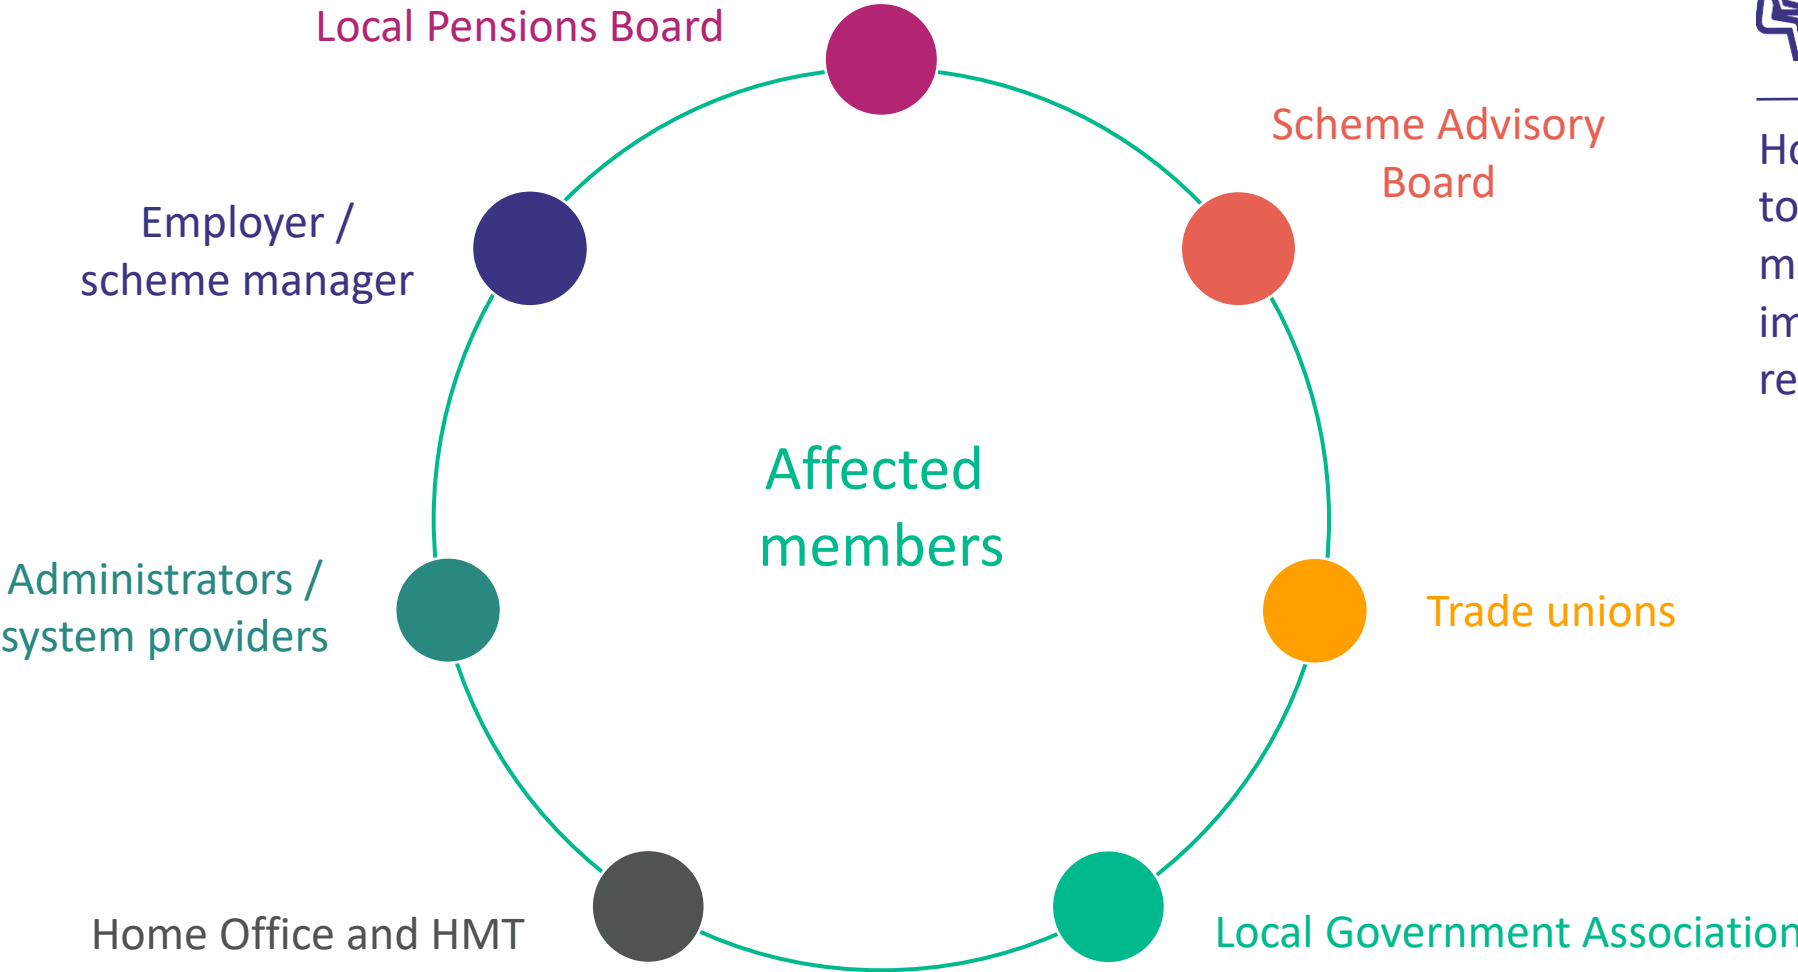 Local Pensions Board
Scheme Advisory
Board
Employer /
scheme manager
Affected
members
Administrators /
system providers
Trade unions
Home Office and HMT
Local Government Association
to